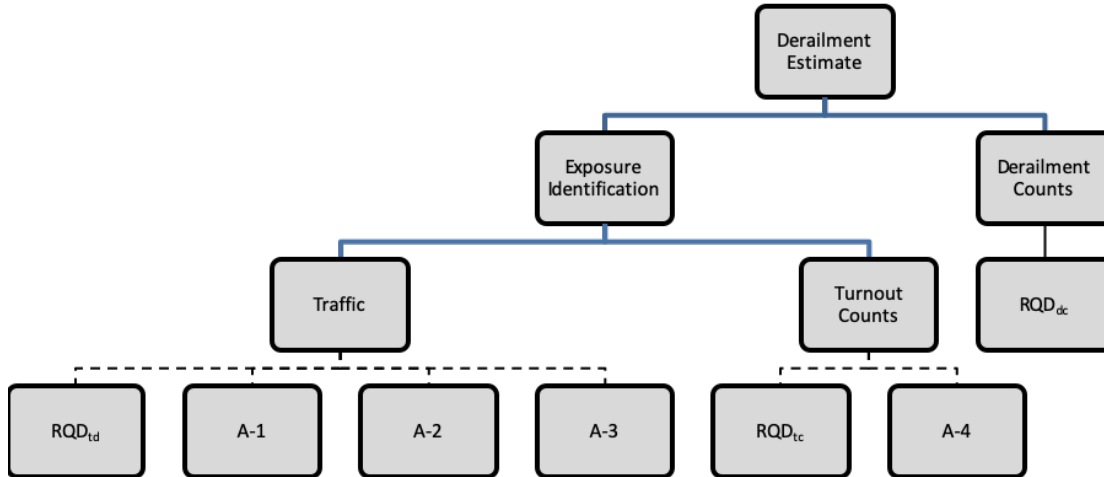 Derailment
Estimate
Exposure
Identification
Derailment
Counts
Traffic
Turnout
Counts
RQDdc
RQDtd
A-1
A-2
A-3
RQDtc
A-4